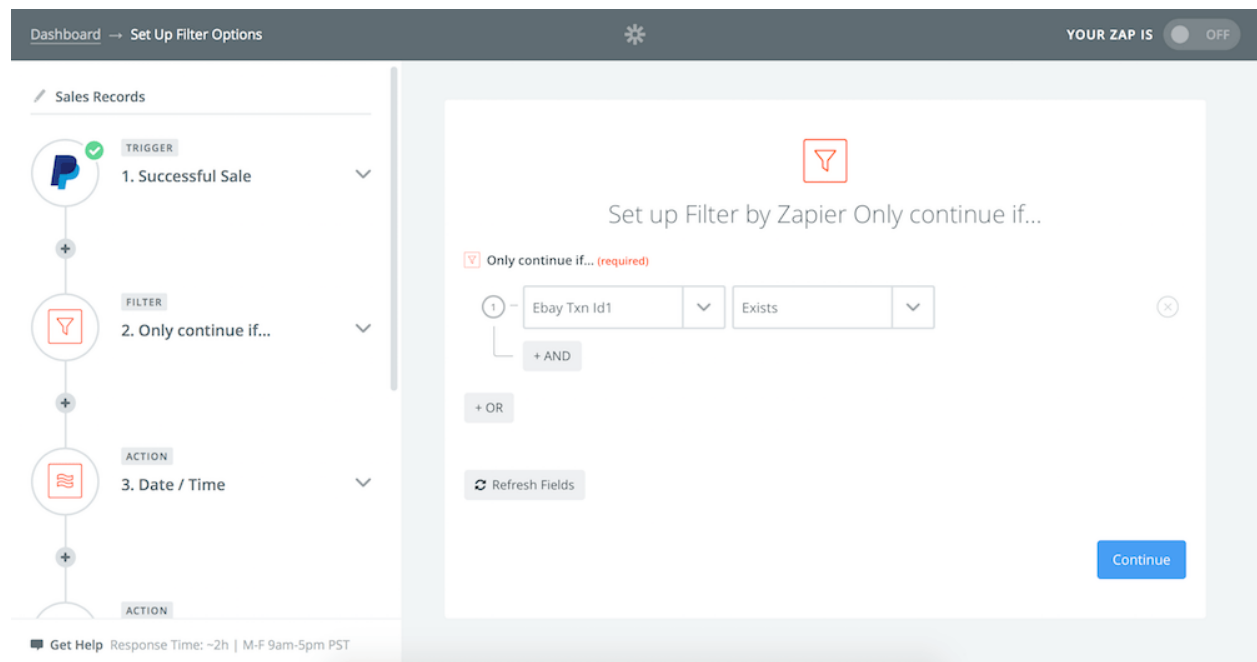 Dashboard → Set Up Filter Options
YOUR ZAP IS OFF
Sales Records
TRIGGER
1. Successful Sale
FILTER
2. Only continue if...
ACTION
3. Date / Time
ACTION
Get Help Response Time: ~2h | M-F 9am-5pm PST
Set up Filter by Zapier Only continue if...
Only continue if... (required)
1 Ebay Txn Id1 Exists
+ AND
+ OR
Refresh Fields
Continue